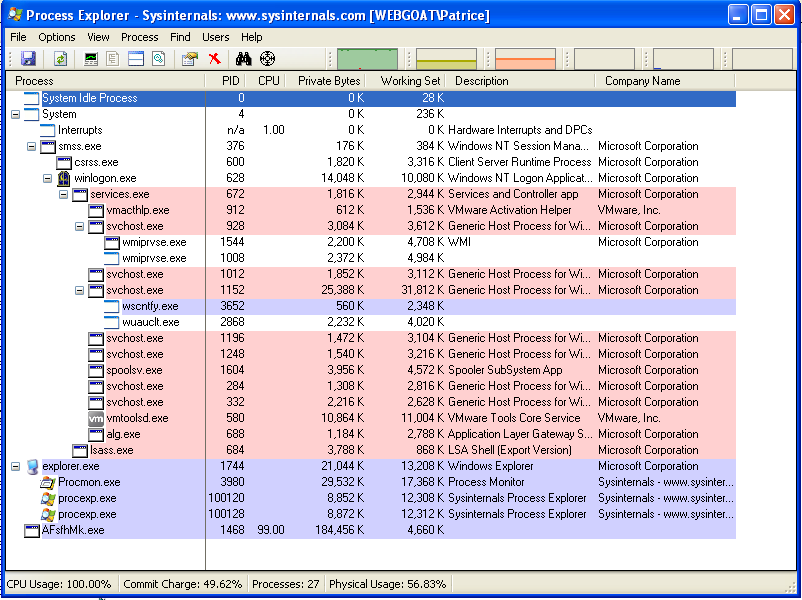 Process Explorer - Sysinternals: www.sysinternals.com [WEBGOAT\Patrice]
File Options View Process Find Users Help
Process PID CPU Private Bytes Working Set Description Company Name
System Idle Process 0 0 K 28 K
System 4 0 K 236 K
Interrupts n/a 1.00 0 K 0 K Hardware Interrupts and DPCs
smss.exe 376 176 K 384 K Windows NT Session Mana... Microsoft Corporation
csrss.exe 600 1,820 K 3,316 K Client Server Runtime Process Microsoft Corporation
winlogon.exe 628 14,048 K 10,080 K Windows NT Logon Applicat... Microsoft Corporation
services.exe 672 1,816 K 2,944 K Services and Controller app Microsoft Corporation
vmacthlp.exe 912 612 K 1,536 K VMware Activation Helper VMware, Inc.
svchost.exe 928 3,084 K 3,612 K Generic Host Process for Wi... Microsoft Corporation
wmiprvse.exe 1544 2,200 K 4,708 K WMI Microsoft Corporation
wmiprvse.exe 1008 2,372 K 4,984 K
svchost.exe 1012 1,852 K 3,112 K Generic Host Process for Wi... Microsoft Corporation
svchost.exe 1152 25,388 K 31,812 K Generic Host Process for Wi... Microsoft Corporation
wscntfy.exe 3652 560 K 2,348 K
wuauclt.exe 2868 2,232 K 4,020 K
svchost.exe 1196 1,472 K 3,104 K Generic Host Process for Wi... Microsoft Corporation
svchost.exe 1248 1,540 K 3,216 K Generic Host Process for Wi... Microsoft Corporation
spoolsv.exe 1604 3,956 K 4,572 K Spooler SubSystem App Microsoft Corporation
svchost.exe 284 1,308 K 2,816 K Generic Host Process for Wi... Microsoft Corporation
svchost.exe 332 2,216 K 2,628 K Generic Host Process for Wi... Microsoft Corporation
vm vmtoolsd.exe 580 10,864 K 11,004 K VMware Tools Core Service VMware, Inc.
alg.exe 688 1,184 K 2,788 K Application Layer Gateway S... Microsoft Corporation
lsass.exe 684 3,788 K 868 K LSA Shell (Export Version) Microsoft Corporation
explorer.exe 1744 21,044 K 13,208 K Windows Explorer Microsoft Corporation
Procmon.exe 3980 29,532 K 17,368 K Process Monitor Sysinternals - www.sysinter...
procexp.exe 100120 8,852 K 12,308 K Sysinternals Process Explorer Sysinternals - www.sysinter...
procexp.exe 100128 8,872 K 12,312 K Sysinternals Process Explorer Sysinternals - www.sysinter...
AFsfhMk.exe 1468 99.00 184,456 K 4,660 K
CPU Usage: 100.00% Commit Charge: 49.62% Processes: 27 Physical Usage: 56.83%